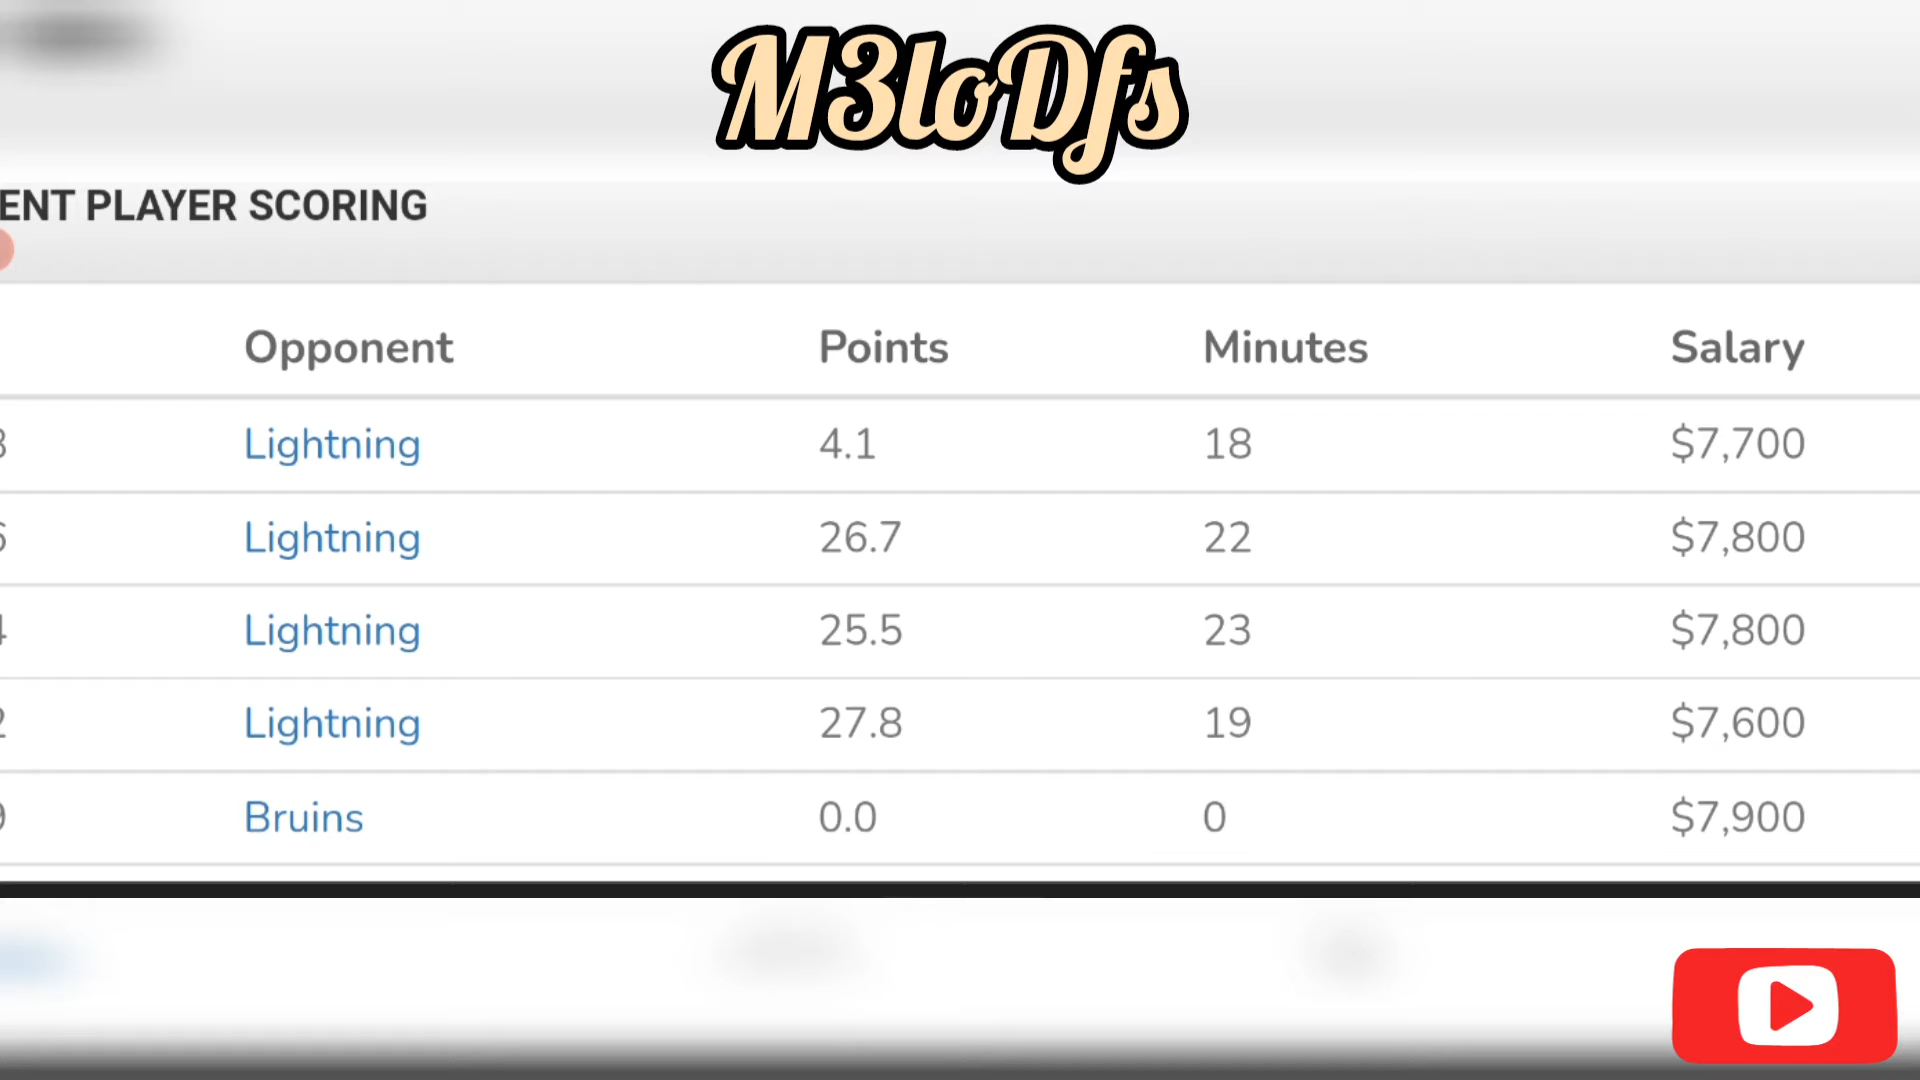 M3loDfs
ENT PLAYER SCORING
Opponent Points Minutes Salary
Lightning 4.1 18 $7,700
Lightning 26.7 22 $7,800
Lightning 25.5 23 $7,800
Lightning 27.8 19 $7,600
Bruins 0.0 0 $7,900